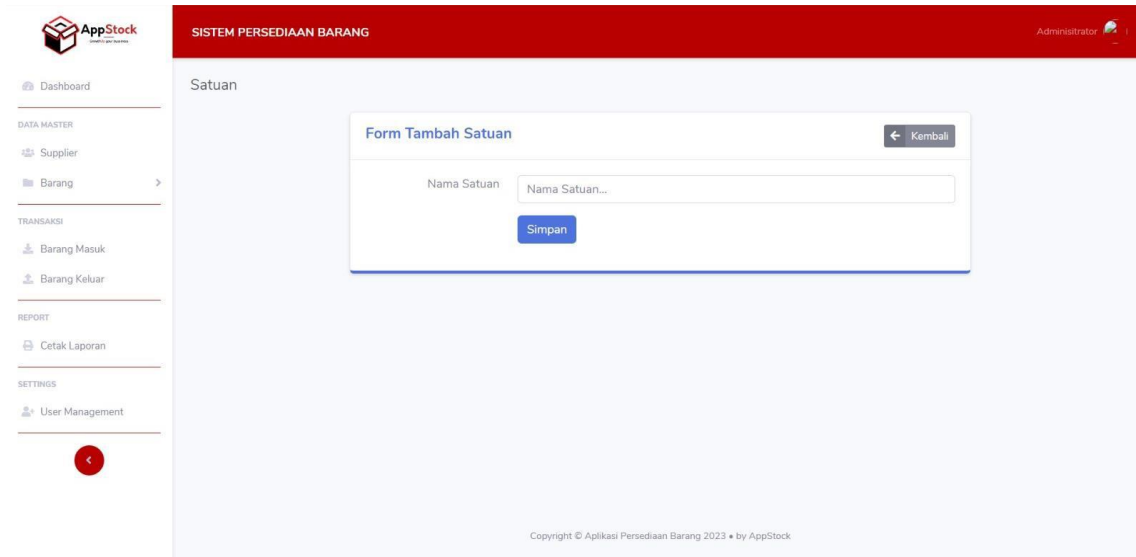 AppStock
SISTEM PERSEDIAAN BARANG
Adminisitrator
Dashboard
Satuan
DATA MASTER
Supplier
Barang
TRANSAKSI
Barang Masuk
Barang Keluar
REPORT
Cetak Laporan
SETTINGS
User Management
Form Tambah Satuan
Kembali
Nama Satuan
Nama Satuan...
Simpan
Copyright © Aplikasi Persediaan Barang 2023 • by AppStock